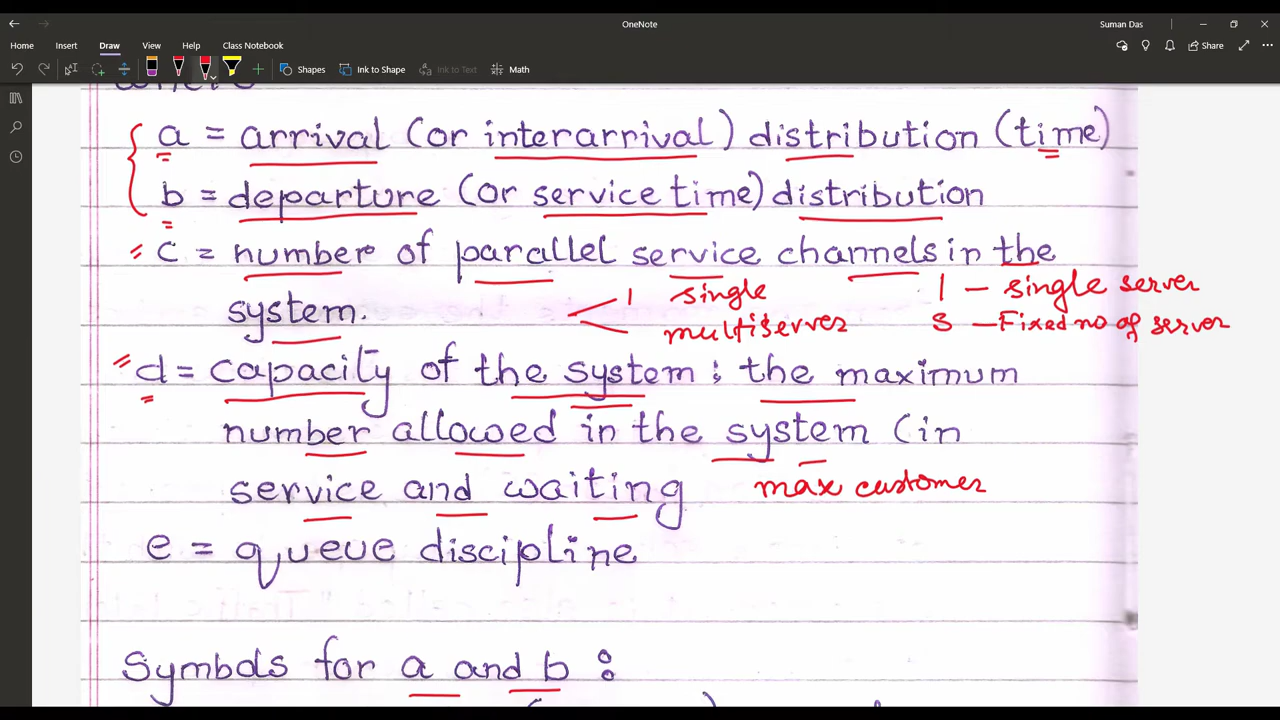 OneNote
Suman Das
Home Insert Draw View Help Class Notebook
Share
Shapes Ink to Shape Ink to Text Math
where
a = arrival (or interarrival) distribution (time)
b = departure (or service time) distribution
c = number of parallel service channels in the
system.
1 single
multiserver
1 - single server
S - Fixed no of server
d = capacity of the system : the maximum
number allowed in the system (in
service and waiting
max customer
e = queue discipline
Symbols for a and b :